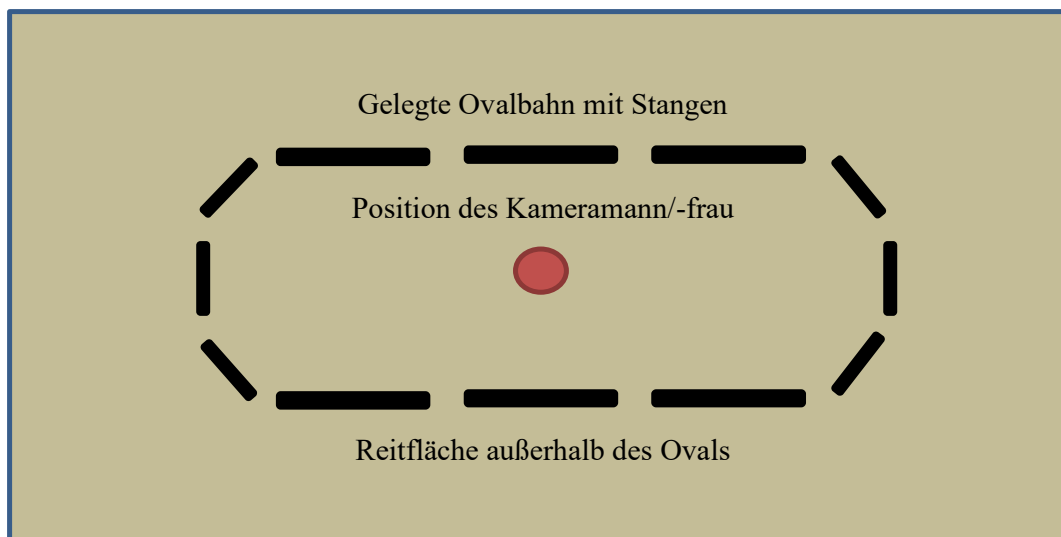 Gelegte Ovalbahn mit Stangen
Position des Kameramann/-frau
Reitfläche außerhalb des Ovals